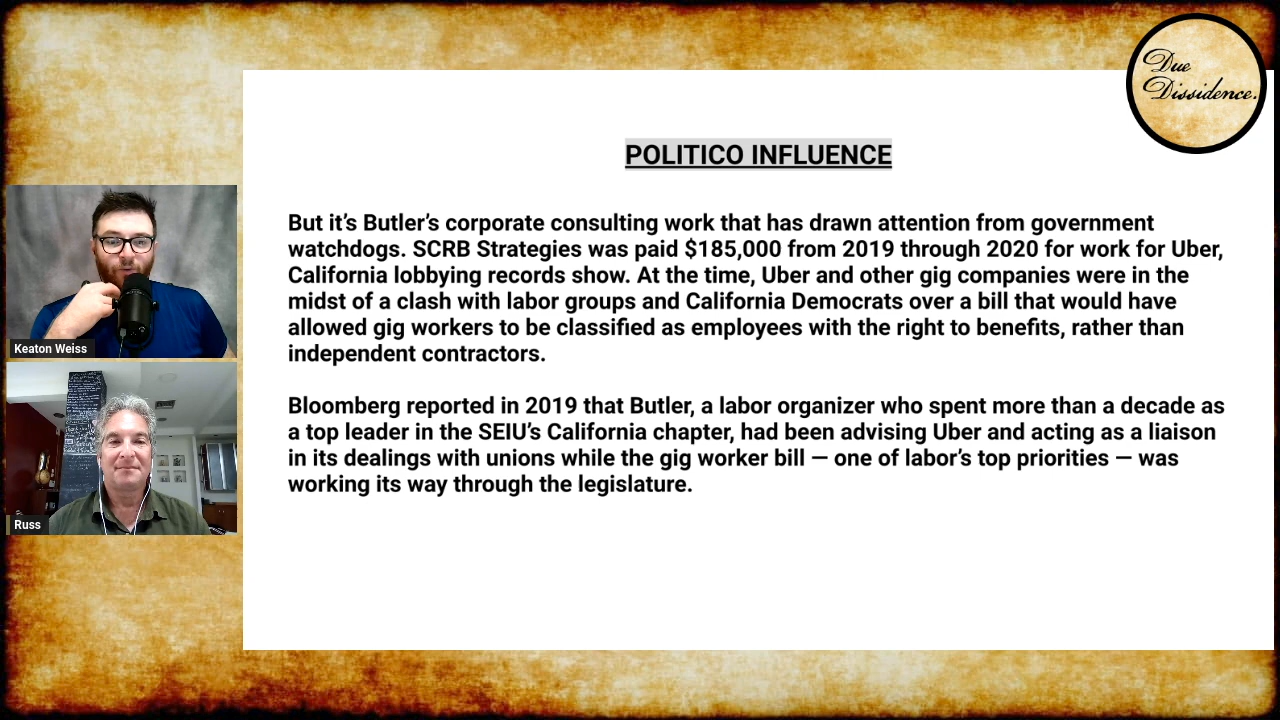 Due
Dissidence.
POLITICO INFLUENCE
But it’s Butler’s corporate consulting work that has drawn attention from government
watchdogs. SCRB Strategies was paid $185,000 from 2019 through 2020 for work for Uber,
California lobbying records show. At the time, Uber and other gig companies were in the
midst of a clash with labor groups and California Democrats over a bill that would have
allowed gig workers to be classified as employees with the right to benefits, rather than
independent contractors.
Bloomberg reported in 2019 that Butler, a labor organizer who spent more than a decade as
a top leader in the SEIU’s California chapter, had been advising Uber and acting as a liaison
in its dealings with unions while the gig worker bill — one of labor’s top priorities — was
working its way through the legislature.
Keaton Weiss
Russ